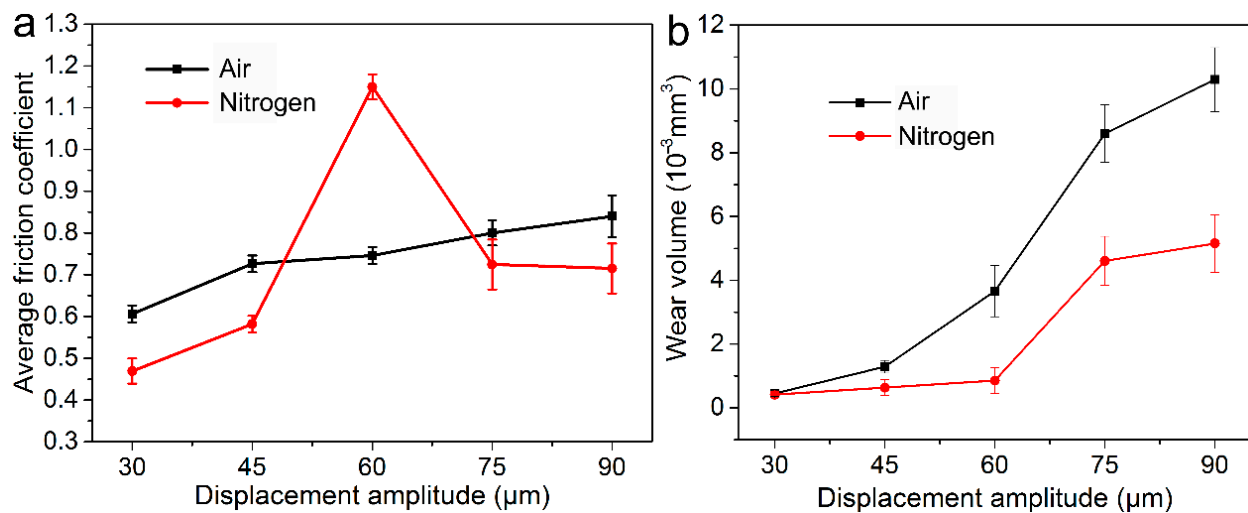 a
Average friction coefficient
1.3
1.2
1.1
1.0
0.9
0.8
0.7
0.6
0.5
0.4
0.3
Air
Nitrogen
30 45 60 75 90
Displacement amplitude (μm)
b
Wear volume (10⁻³mm³)
12
10
8
6
4
2
0
Air
Nitrogen
30 45 60 75 90
Displacement amplitude (μm)